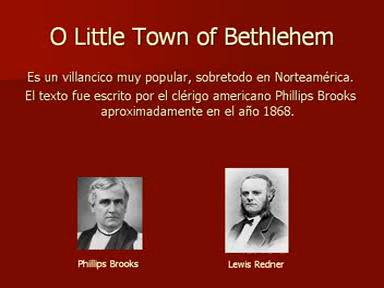 O Little Town of Bethlehem
Es un villancico muy popular, sobretodo en Norteamérica.
El texto fue escrito por el clérigo americano Phillips Brooks
aproximadamente en el año 1868.
Phillips Brooks
Lewis Redner